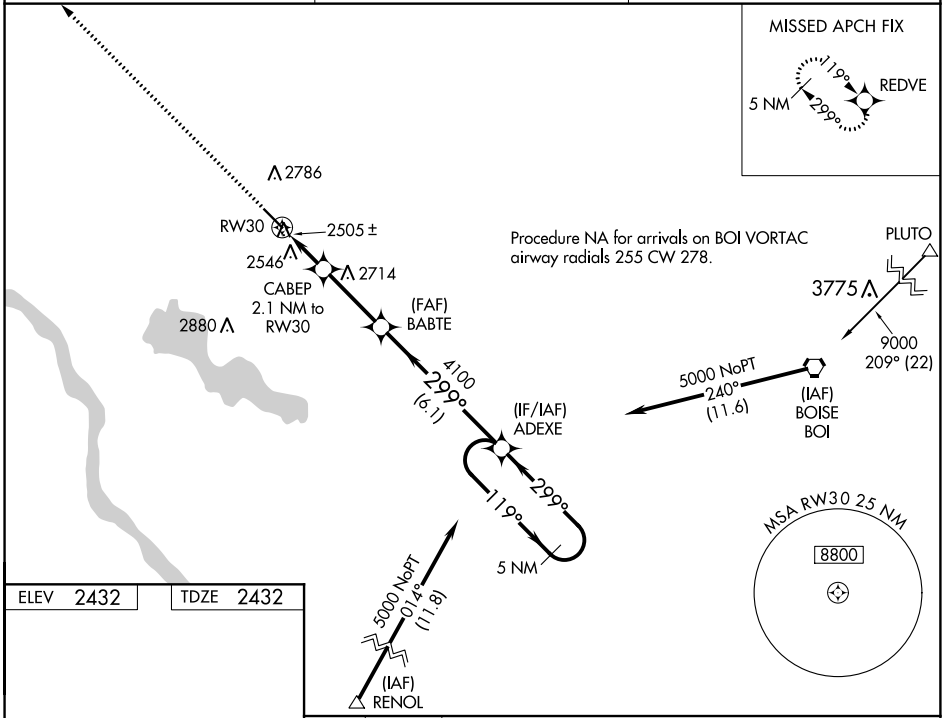 MISSED APCH FIX
119°
REDVE
5 NM
299°
2786
RW30
2505 ±
2546
CABEP
2.1 NM to
RW30
2714
2880
(FAF)
BABTE
Procedure NA for arrivals on BOI VORTAC
airway radials 255 CW 278.
PLUTO
3775
9000
209° (22)
4100
299°
(6.1)
5000 NoPT
240°
(11.6)
(IAF)
BOISE
BOI
(IF/IAF)
ADEXE
299°
119°
5 NM
MSA RW30 25 NM
8800
5000 NoPT
014°
(11.8)
(IAF)
RENOL
ELEV 2432
TDZE 2432